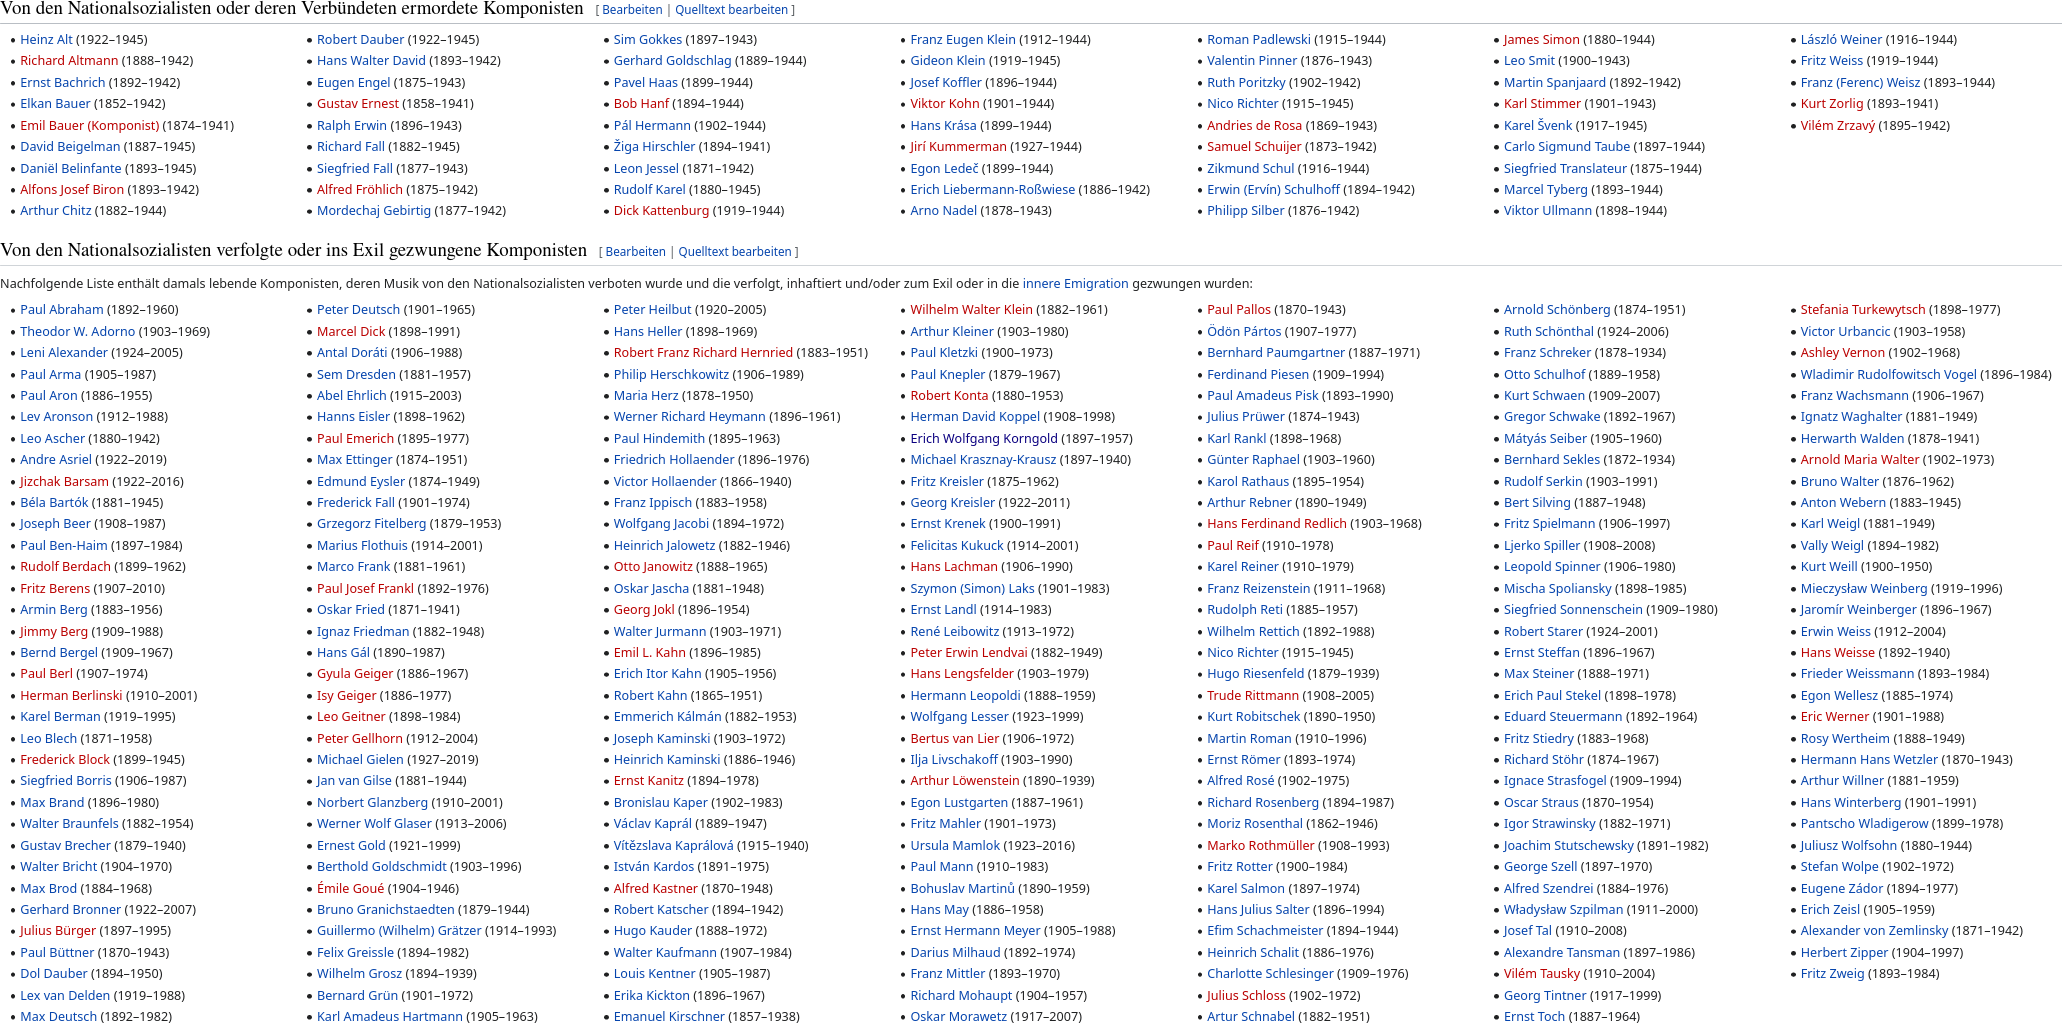 Von den Nationalsozialisten oder deren Verbündeten ermordete Komponisten [ Bearbeiten | Quelltext bearbeiten ]
Heinz Alt (1922–1945)
Richard Altmann (1888–1942)
Ernst Bachrich (1892–1942)
Elkan Bauer (1852–1942)
Emil Bauer (Komponist) (1874–1941)
David Beigelman (1887–1945)
Daniël Belinfante (1893–1945)
Alfons Josef Biron (1893–1942)
Arthur Chitz (1882–1944)
Robert Dauber (1922–1945)
Hans Walter David (1893–1942)
Eugen Engel (1875–1943)
Gustav Ernest (1858–1941)
Ralph Erwin (1896–1943)
Richard Fall (1882–1945)
Siegfried Fall (1877–1943)
Alfred Fröhlich (1875–1942)
Mordechaj Gebirtig (1877–1942)
Sim Gokkes (1897–1943)
Gerhard Goldschlag (1889–1944)
Pavel Haas (1899–1944)
Bob Hanf (1894–1944)
Pál Hermann (1902–1944)
Žiga Hirschler (1894–1941)
Leon Jessel (1871–1942)
Rudolf Karel (1880–1945)
Dick Kattenburg (1919–1944)
Franz Eugen Klein (1912–1944)
Gideon Klein (1919–1945)
Josef Koffler (1896–1944)
Viktor Kohn (1901–1944)
Hans Krása (1899–1944)
Jirí Kummerman (1927–1944)
Egon Ledeč (1899–1944)
Erich Liebermann-Roßwiese (1886–1942)
Arno Nadel (1878–1943)
Roman Padlewski (1915–1944)
Valentin Pinner (1876–1943)
Ruth Poritzky (1902–1942)
Nico Richter (1915–1945)
Andries de Rosa (1869–1943)
Samuel Schuijer (1873–1942)
Zikmund Schul (1916–1944)
Erwin (Ervín) Schulhoff (1894–1942)
Philipp Silber (1876–1942)
James Simon (1880–1944)
Leo Smit (1900–1943)
Martin Spanjaard (1892–1942)
Karl Stimmer (1901–1943)
Karel Švenk (1917–1945)
Carlo Sigmund Taube (1897–1944)
Siegfried Translateur (1875–1944)
Marcel Tyberg (1893–1944)
Viktor Ullmann (1898–1944)
László Weiner (1916–1944)
Fritz Weiss (1919–1944)
Franz (Ferenc) Weisz (1893–1944)
Kurt Zorlig (1893–1941)
Vilém Zrzavý (1895–1942)
Von den Nationalsozialisten verfolgte oder ins Exil gezwungene Komponisten [ Bearbeiten | Quelltext bearbeiten ]
Nachfolgende Liste enthält damals lebende Komponisten, deren Musik von den Nationalsozialisten verboten wurde und die verfolgt, inhaftiert und/oder zum Exil oder in die innere Emigration gezwungen wurden:
Paul Abraham (1892–1960)
Theodor W. Adorno (1903–1969)
Leni Alexander (1924–2005)
Paul Arma (1905–1987)
Paul Aron (1886–1955)
Lev Aronson (1912–1988)
Leo Ascher (1880–1942)
Andre Asriel (1922–2019)
Jizchak Barsam (1922–2016)
Béla Bartók (1881–1945)
Joseph Beer (1908–1987)
Paul Ben-Haim (1897–1984)
Rudolf Berdach (1899–1962)
Fritz Berens (1907–2010)
Armin Berg (1883–1956)
Jimmy Berg (1909–1988)
Bernd Bergel (1909–1967)
Paul Berl (1907–1974)
Herman Berlinski (1910–2001)
Karel Berman (1919–1995)
Leo Blech (1871–1958)
Frederick Block (1899–1945)
Siegfried Borris (1906–1987)
Max Brand (1896–1980)
Walter Braunfels (1882–1954)
Gustav Brecher (1879–1940)
Walter Bricht (1904–1970)
Max Brod (1884–1968)
Gerhard Bronner (1922–2007)
Julius Bürger (1897–1995)
Paul Büttner (1870–1943)
Dol Dauber (1894–1950)
Lex van Delden (1919–1988)
Max Deutsch (1892–1982)
Peter Deutsch (1901–1965)
Marcel Dick (1898–1991)
Antal Doráti (1906–1988)
Sem Dresden (1881–1957)
Abel Ehrlich (1915–2003)
Hanns Eisler (1898–1962)
Paul Emerich (1895–1977)
Max Ettinger (1874–1951)
Edmund Eysler (1874–1949)
Frederick Fall (1901–1974)
Grzegorz Fitelberg (1879–1953)
Marius Flothuis (1914–2001)
Marco Frank (1881–1961)
Paul Josef Frankl (1892–1976)
Oskar Fried (1871–1941)
Ignaz Friedman (1882–1948)
Hans Gál (1890–1987)
Gyula Geiger (1886–1967)
Isy Geiger (1886–1977)
Leo Geitner (1898–1984)
Peter Gellhorn (1912–2004)
Michael Gielen (1927–2019)
Jan van Gilse (1881–1944)
Norbert Glanzberg (1910–2001)
Werner Wolf Glaser (1913–2006)
Ernest Gold (1921–1999)
Berthold Goldschmidt (1903–1996)
Émile Goué (1904–1946)
Bruno Granichstaedten (1879–1944)
Guillermo (Wilhelm) Grätzer (1914–1993)
Felix Greissle (1894–1982)
Wilhelm Grosz (1894–1939)
Bernard Grün (1901–1972)
Karl Amadeus Hartmann (1905–1963)
Peter Heilbut (1920–2005)
Hans Heller (1898–1969)
Robert Franz Richard Hernried (1883–1951)
Philip Herschkowitz (1906–1989)
Maria Herz (1878–1950)
Werner Richard Heymann (1896–1961)
Paul Hindemith (1895–1963)
Friedrich Hollaender (1896–1976)
Victor Hollaender (1866–1940)
Franz Ippisch (1883–1958)
Wolfgang Jacobi (1894–1972)
Heinrich Jalowetz (1882–1946)
Otto Janowitz (1888–1965)
Oskar Jascha (1881–1948)
Georg Jokl (1896–1954)
Walter Jurmann (1903–1971)
Emil L. Kahn (1896–1985)
Erich Itor Kahn (1905–1956)
Robert Kahn (1865–1951)
Emmerich Kálmán (1882–1953)
Joseph Kaminski (1903–1972)
Heinrich Kaminski (1886–1946)
Ernst Kanitz (1894–1978)
Bronislau Kaper (1902–1983)
Václav Kaprál (1889–1947)
Vítězslava Kaprálová (1915–1940)
István Kardos (1891–1975)
Alfred Kastner (1870–1948)
Robert Katscher (1894–1942)
Hugo Kauder (1888–1972)
Walter Kaufmann (1907–1984)
Louis Kentner (1905–1987)
Erika Kickton (1896–1967)
Emanuel Kirschner (1857–1938)
Wilhelm Walter Klein (1882–1961)
Arthur Kleiner (1903–1980)
Paul Kletzki (1900–1973)
Paul Knepler (1879–1967)
Robert Konta (1880–1953)
Herman David Koppel (1908–1998)
Erich Wolfgang Korngold (1897–1957)
Michael Krasznay-Krausz (1897–1940)
Fritz Kreisler (1875–1962)
Georg Kreisler (1922–2011)
Ernst Krenek (1900–1991)
Felicitas Kukuck (1914–2001)
Hans Lachman (1906–1990)
Szymon (Simon) Laks (1901–1983)
Ernst Landl (1914–1983)
René Leibowitz (1913–1972)
Peter Erwin Lendvai (1882–1949)
Hans Lengsfelder (1903–1979)
Hermann Leopoldi (1888–1959)
Wolfgang Lesser (1923–1999)
Bertus van Lier (1906–1972)
Ilja Livschakoff (1903–1990)
Arthur Löwenstein (1890–1939)
Egon Lustgarten (1887–1961)
Fritz Mahler (1901–1973)
Ursula Mamlok (1923–2016)
Paul Mann (1910–1983)
Bohuslav Martinů (1890–1959)
Hans May (1886–1958)
Ernst Hermann Meyer (1905–1988)
Darius Milhaud (1892–1974)
Franz Mittler (1893–1970)
Richard Mohaupt (1904–1957)
Oskar Morawetz (1917–2007)
Paul Pallos (1870–1943)
Ödön Pártos (1907–1977)
Bernhard Paumgartner (1887–1971)
Ferdinand Piesen (1909–1994)
Paul Amadeus Pisk (1893–1990)
Julius Prüwer (1874–1943)
Karl Rankl (1898–1968)
Günter Raphael (1903–1960)
Karol Rathaus (1895–1954)
Arthur Rebner (1890–1949)
Hans Ferdinand Redlich (1903–1968)
Paul Reif (1910–1978)
Karel Reiner (1910–1979)
Franz Reizenstein (1911–1968)
Rudolph Reti (1885–1957)
Wilhelm Rettich (1892–1988)
Nico Richter (1915–1945)
Hugo Riesenfeld (1879–1939)
Trude Rittmann (1908–2005)
Kurt Robitschek (1890–1950)
Martin Roman (1910–1996)
Ernst Römer (1893–1974)
Alfred Rosé (1902–1975)
Richard Rosenberg (1894–1987)
Moriz Rosenthal (1862–1946)
Marko Rothmüller (1908–1993)
Fritz Rotter (1900–1984)
Karel Salmon (1897–1974)
Hans Julius Salter (1896–1994)
Efim Schachmeister (1894–1944)
Heinrich Schalit (1886–1976)
Charlotte Schlesinger (1909–1976)
Julius Schloss (1902–1972)
Artur Schnabel (1882–1951)
Arnold Schönberg (1874–1951)
Ruth Schönthal (1924–2006)
Franz Schreker (1878–1934)
Otto Schulhof (1889–1958)
Kurt Schwaen (1909–2007)
Gregor Schwake (1892–1967)
Mátyás Seiber (1905–1960)
Bernhard Sekles (1872–1934)
Rudolf Serkin (1903–1991)
Bert Silving (1887–1948)
Fritz Spielmann (1906–1997)
Ljerko Spiller (1908–2008)
Leopold Spinner (1906–1980)
Mischa Spoliansky (1898–1985)
Siegfried Sonnenschein (1909–1980)
Robert Starer (1924–2001)
Ernst Steffan (1896–1967)
Max Steiner (1888–1971)
Erich Paul Stekel (1898–1978)
Eduard Steuermann (1892–1964)
Fritz Stiedry (1883–1968)
Richard Stöhr (1874–1967)
Ignace Strasfogel (1909–1994)
Oscar Straus (1870–1954)
Igor Strawinsky (1882–1971)
Joachim Stutschewsky (1891–1982)
George Szell (1897–1970)
Alfred Szendrei (1884–1976)
Władysław Szpilman (1911–2000)
Josef Tal (1910–2008)
Alexandre Tansman (1897–1986)
Vilém Tausky (1910–2004)
Georg Tintner (1917–1999)
Ernst Toch (1887–1964)
Stefania Turkewytsch (1898–1977)
Victor Urbancic (1903–1958)
Ashley Vernon (1902–1968)
Wladimir Rudolfowitsch Vogel (1896–1984)
Franz Wachsmann (1906–1967)
Ignatz Waghalter (1881–1949)
Herwarth Walden (1878–1941)
Arnold Maria Walter (1902–1973)
Bruno Walter (1876–1962)
Anton Webern (1883–1945)
Karl Weigl (1881–1949)
Vally Weigl (1894–1982)
Kurt Weill (1900–1950)
Mieczysław Weinberg (1919–1996)
Jaromír Weinberger (1896–1967)
Erwin Weiss (1912–2004)
Hans Weisse (1892–1940)
Frieder Weissmann (1893–1984)
Egon Wellesz (1885–1974)
Eric Werner (1901–1988)
Rosy Wertheim (1888–1949)
Hermann Hans Wetzler (1870–1943)
Arthur Willner (1881–1959)
Hans Winterberg (1901–1991)
Pantscho Wladigerow (1899–1978)
Juliusz Wolfsohn (1880–1944)
Stefan Wolpe (1902–1972)
Eugene Zádor (1894–1977)
Erich Zeisl (1905–1959)
Alexander von Zemlinsky (1871–1942)
Herbert Zipper (1904–1997)
Fritz Zweig (1893–1984)